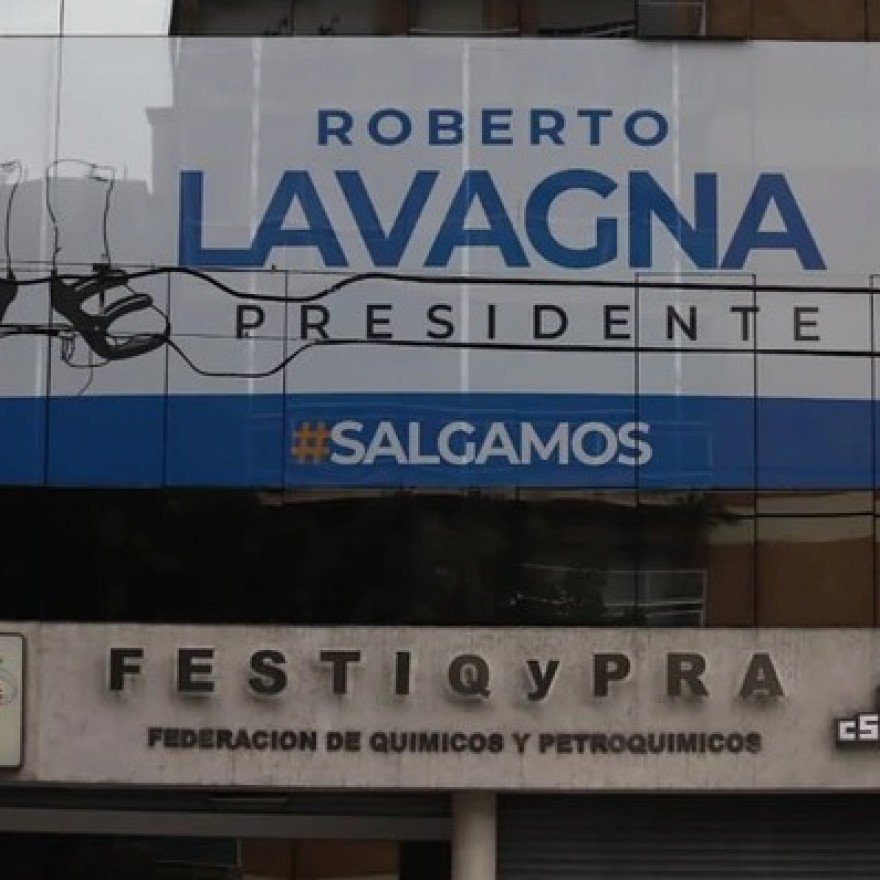 ROBERTO
LAVAGNA
PRESIDENTE
#SALGAMOS
FESTIQyPRA
FEDERACION DE QUIMICOS Y PETROQUIMICOS